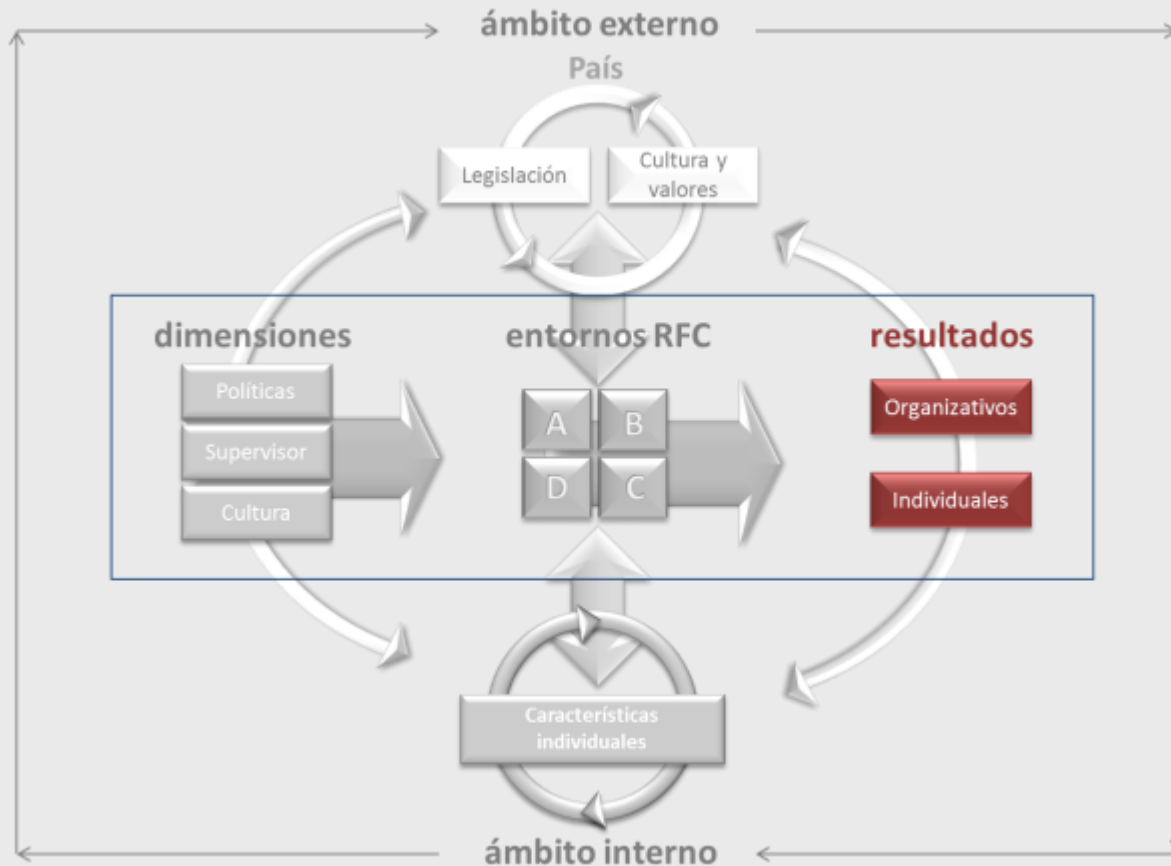 ámbito externo
País
Legislación
Cultura y
valores
dimensiones
entornos RFC
resultados
Políticas
Supervisor
Cultura
A
B
D
C
Organizativos
Individuales
Características
individuales
ámbito interno